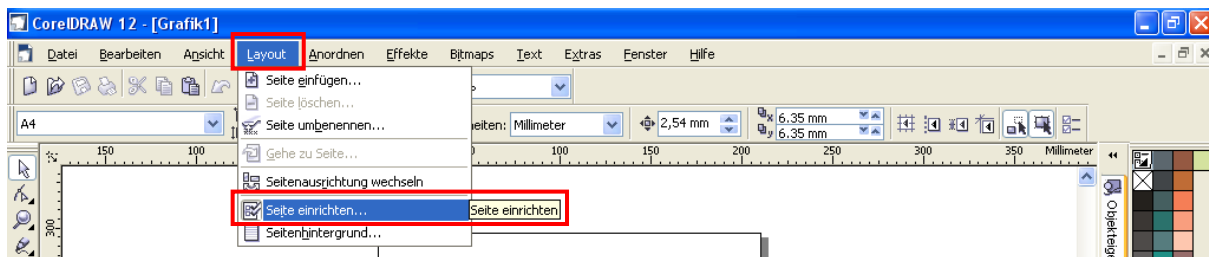 CorelDRAW 12 - [Grafik1]
Datei Bearbeiten Ansicht Layout Anordnen Effekte Bitmaps Text Extras Fenster Hilfe
Seite einfügen...
Seite löschen...
A4
Seite umbenennen...
eiten: Millimeter
2,54 mm
6.35 mm
6.35 mm
Gehe zu Seite...
150 100 100 150 200 250 300 350 Millimeter
Seitenausrichtung wechseln
Seite einrichten...
Seite einrichten
Seitenhintergrund...
300
Objekteige